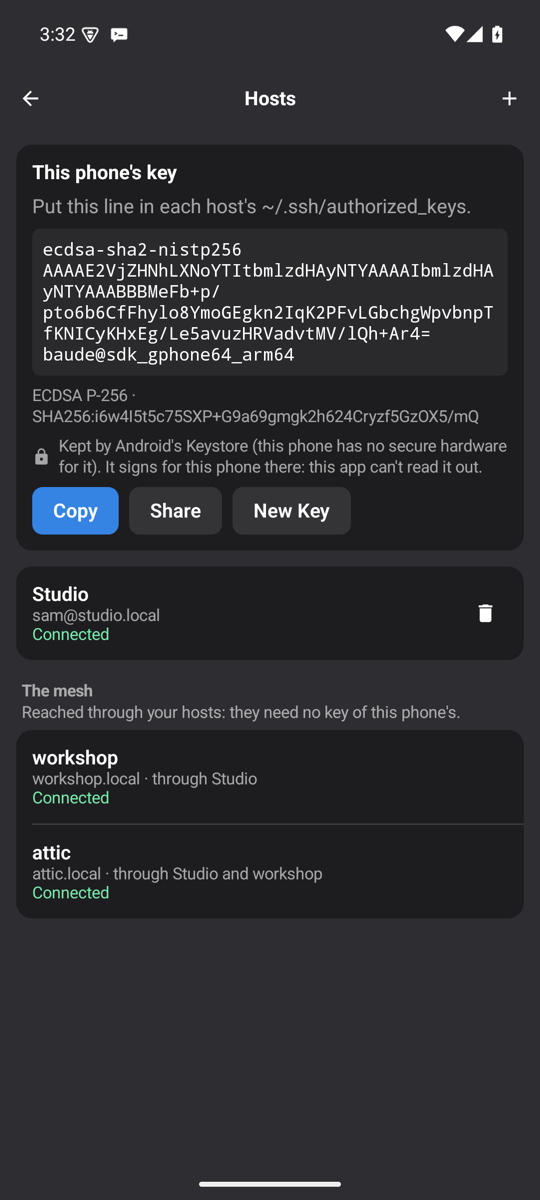 3:32
Hosts
This phone's key
Put this line in each host's ~/.ssh/authorized_keys.
ecdsa-sha2-nistp256
AAAAE2VjZHNhLXNoYTItbmlzdHAyNTYAAAAIbmlzdHA
yNTYAAABBBMeFb+p/
pto6b6CfFhylo8YmoGEgkn2IqK2PFvLGbchgWpvbnpT
fKNICyKHxEg/Le5avuzHRVadvtMV/lQh+Ar4=
baude@sdk_gphone64_arm64
ECDSA P-256 ·
SHA256:i6w4I5t5c75SXP+G9a69gmgk2h624Cryzf5GzOX5/mQ
Kept by Android's Keystore (this phone has no secure hardware
for it). It signs for this phone there: this app can't read it out.
Copy
Share
New Key
Studio
sam@studio.local
Connected
The mesh
Reached through your hosts: they need no key of this phone's.
workshop
workshop.local · through Studio
Connected
attic
attic.local · through Studio and workshop
Connected